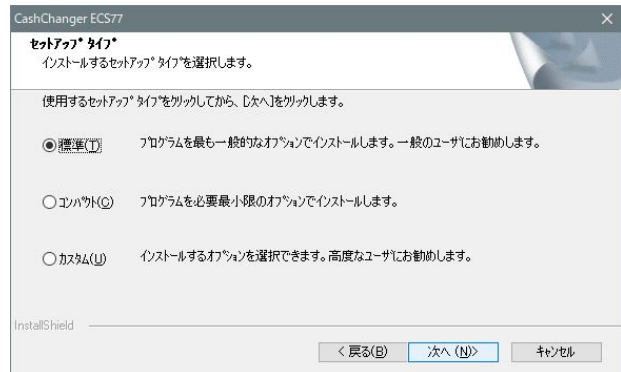 CashChanger ECS77
セットアップ タイプ
インストールするセットアップ タイプを選択します。
使用するセットアップ タイプをクリックしてから、[次へ]をクリックします。
標準(T)
プログラムを最も一般的なオプションでインストールします。一般のユーザにお勧めします。
コンパクト(C)
プログラムを必要最小限のオプションでインストールします。
カスタム(U)
インストールするオプションを選択できます。高度なユーザにお勧めします。
InstallShield
< 戻る(B)
次へ (N)>
キャンセル